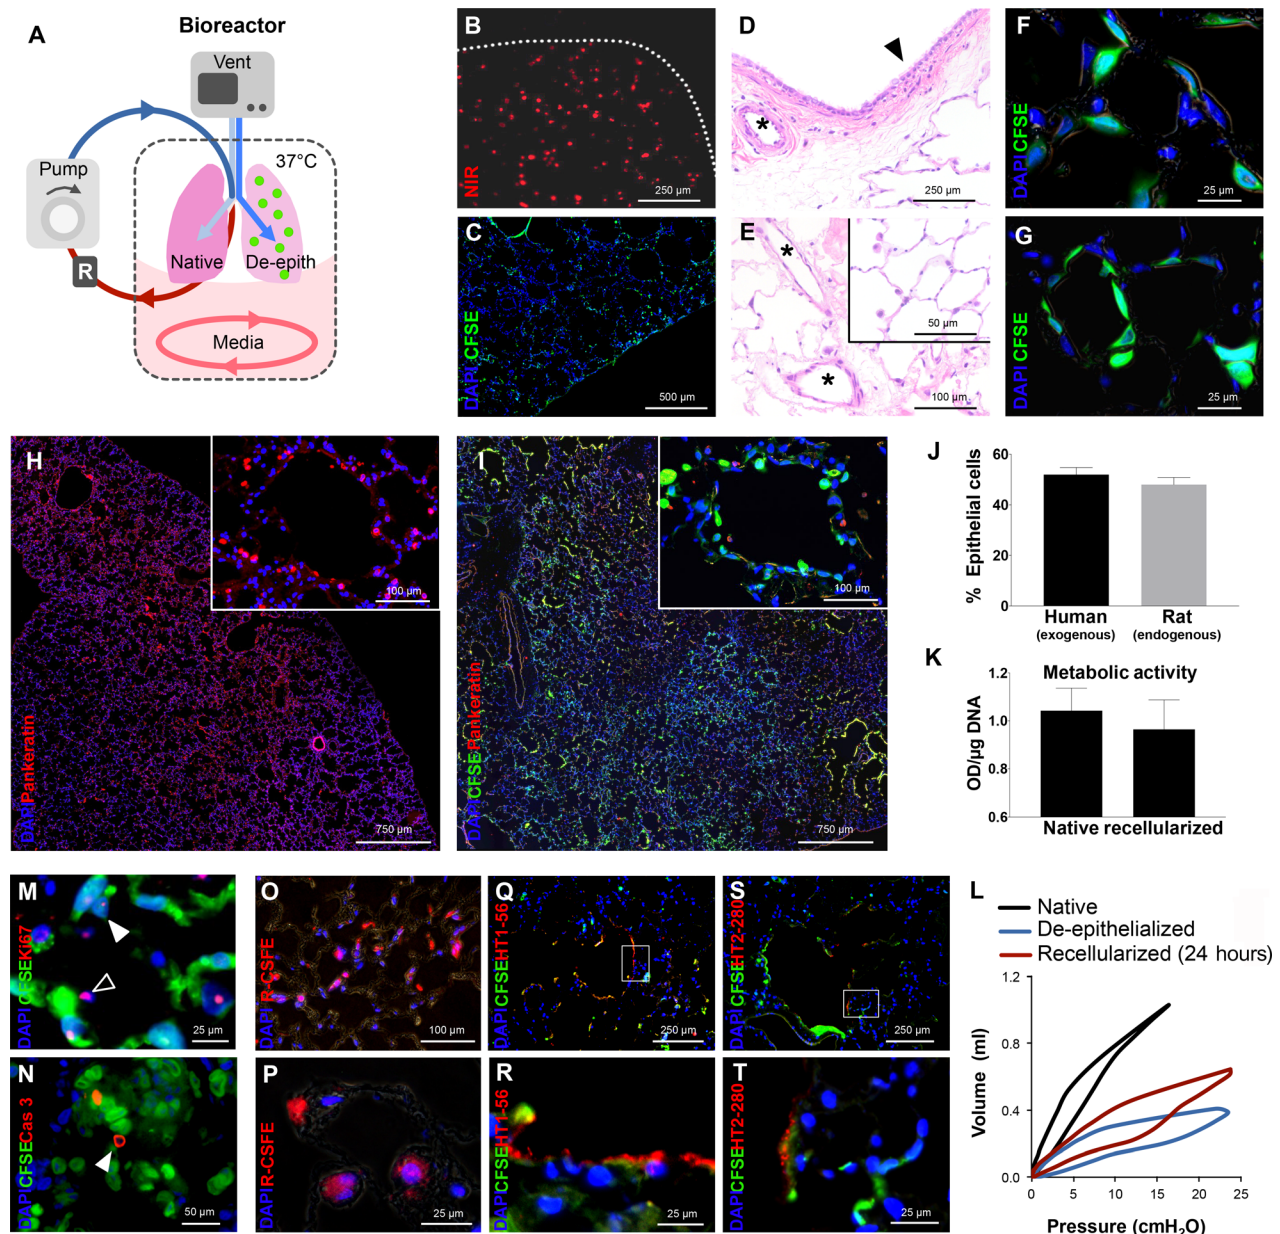 A
Bioreactor
Vent
37°C
Pump
R
Native
De-epith
Media
B
NIR
250 µm
C
DAPI CFSE
500 µm
D
*
250 µm
E
*
*
50 µm
100 µm
F
DAPI CFSE
25 µm
G
DAPI CFSE
25 µm
H
DAPI Pankeratin
100 µm
750 µm
I
DAPI CFSE Pankeratin
100 µm
750 µm
J
% Epithelial cells
60
40
20
0
Human
(exogenous)
Rat
(endogenous)
K
Metabolic activity
OD/µg DNA
1.2
1.0
0.8
0.6
Native recellularized
M
DAPI CFSE Ki67
25 µm
N
DAPI CFSE Cas 3
50 µm
O
DAPI R-CSFE
100 µm
P
DAPI R-CSFE
25 µm
Q
DAPI CFSE HT1-56
250 µm
R
DAPI CFSE HT1-56
25 µm
S
DAPI CFSE HT2-280
250 µm
T
DAPI CFSE HT2-280
25 µm
L
Native
De-epithelialized
Recellularized (24 hours)
Volume (ml)
1.2
0.8
0.4
0.0
0 5 10 15 20 25
Pressure (cmH₂O)